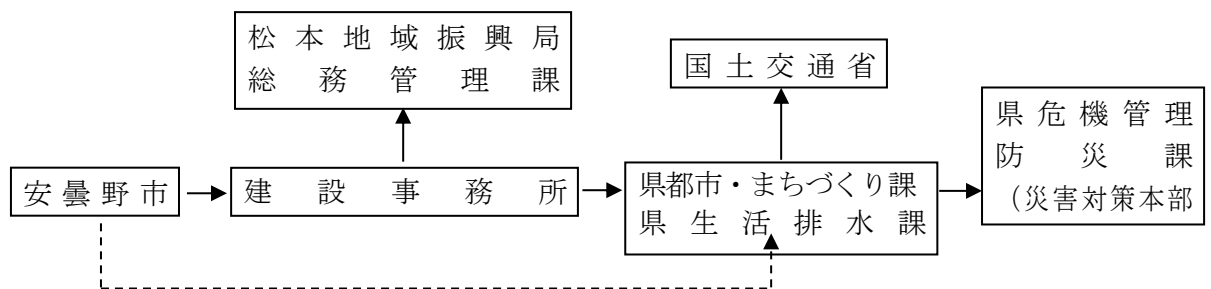 松本地域振興局
総務管理課
国土交通省
県危機管理
防災課
（災害対策本部
安曇野市
建設事務所
県都市・まちづくり課
県生活排水課